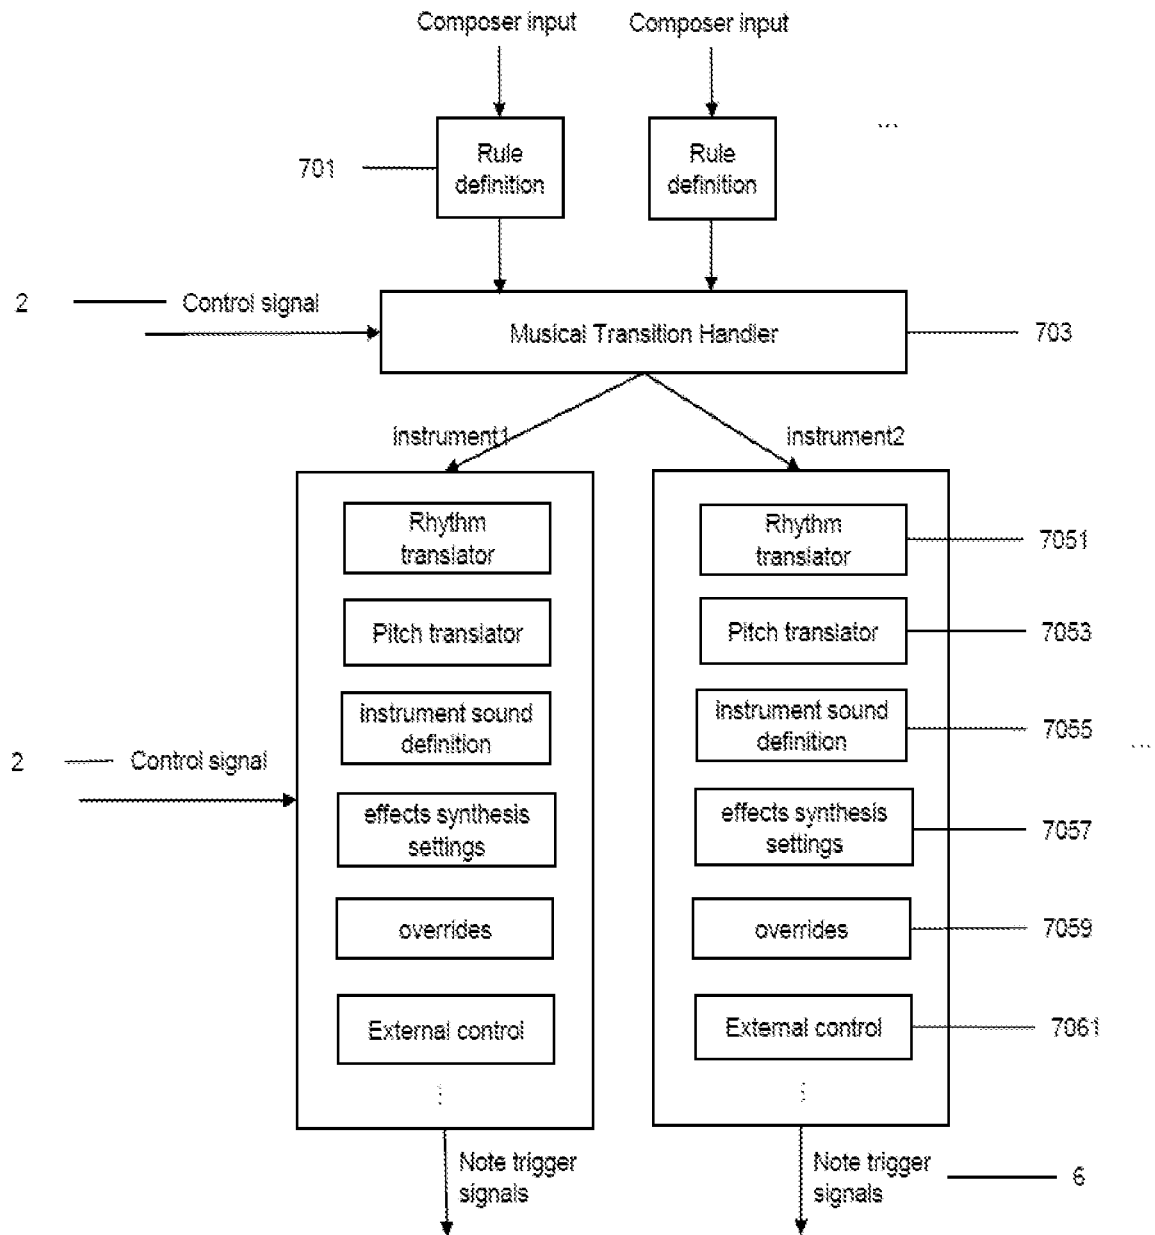 Composer input
Composer input
701
Rule
definition
Rule
definition
...
2
Control signal
Musical Transition Handler
703
instrument1
instrument2
Rhythm
translator
Rhythm
translator
7051
Pitch translator
Pitch translator
7053
instrument sound
definition
instrument sound
definition
7055
...
2
Control signal
effects synthesis
settings
effects synthesis
settings
7057
overrides
overrides
7059
External control
External control
7061
⋮
⋮
Note trigger
signals
Note trigger
signals
6